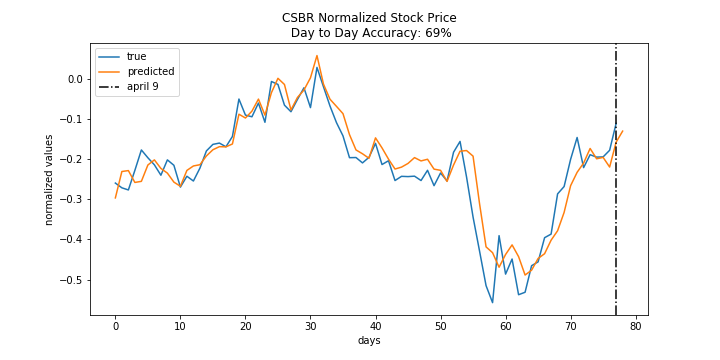 CSBR Normalized Stock Price
Day to Day Accuracy: 69%
true
predicted
april 9
normalized values
0.0
−0.1
−0.2
−0.3
−0.4
−0.5
0 10 20 30 40 50 60 70 80
days